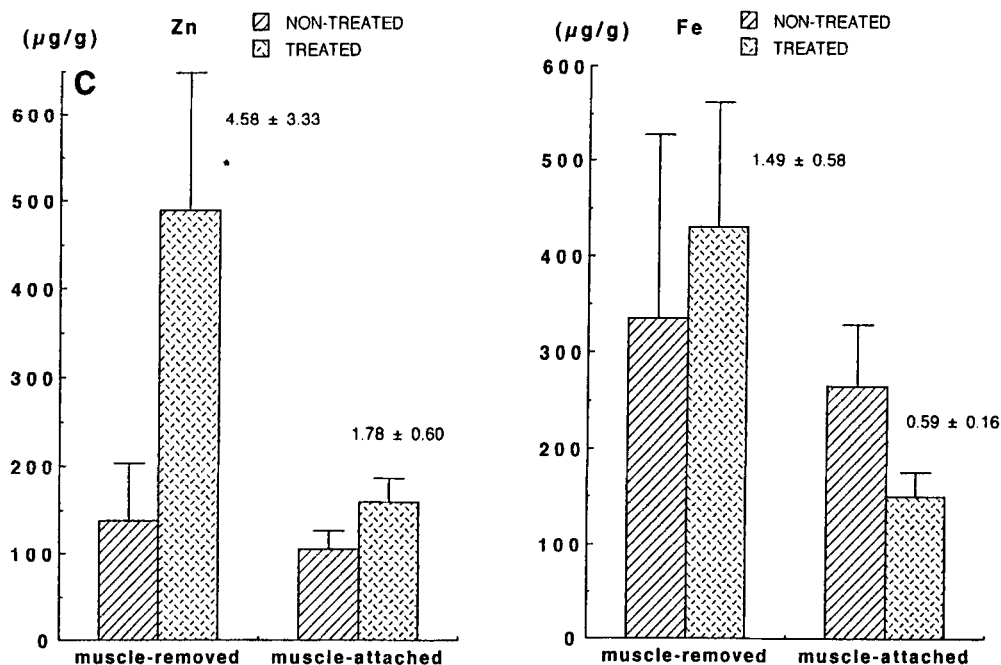 (µg/g) Zn NON-TREATED
TREATED
C
600
500
400
300
200
100
0
4.58 ± 3.33
*
1.78 ± 0.60
muscle-removed muscle-attached
(µg/g) Fe NON-TREATED
TREATED
600
500
400
300
200
100
0
1.49 ± 0.58
0.59 ± 0.16
muscle-removed muscle-attached